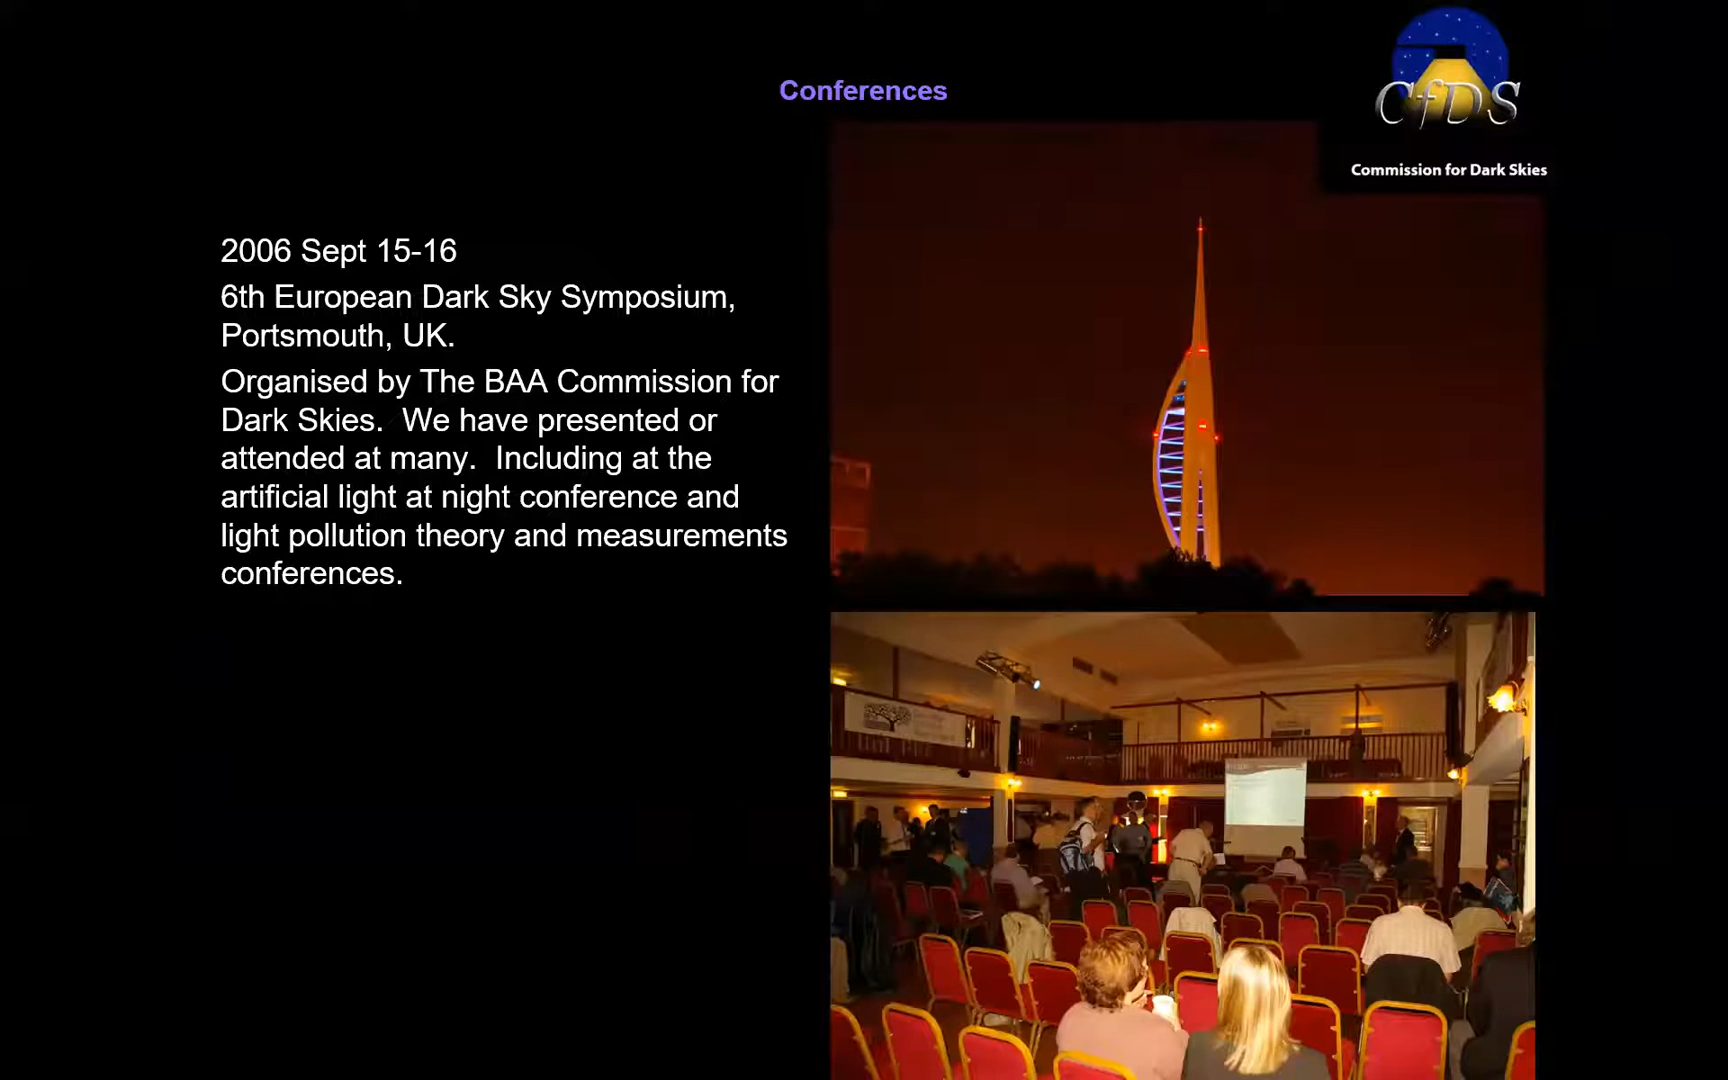 Conferences
CfDS
Commission for Dark Skies
2006 Sept 15-16
6th European Dark Sky Symposium,
Portsmouth, UK.
Organised by The BAA Commission for
Dark Skies.  We have presented or
attended at many.  Including at the
artificial light at night conference and
light pollution theory and measurements
conferences.